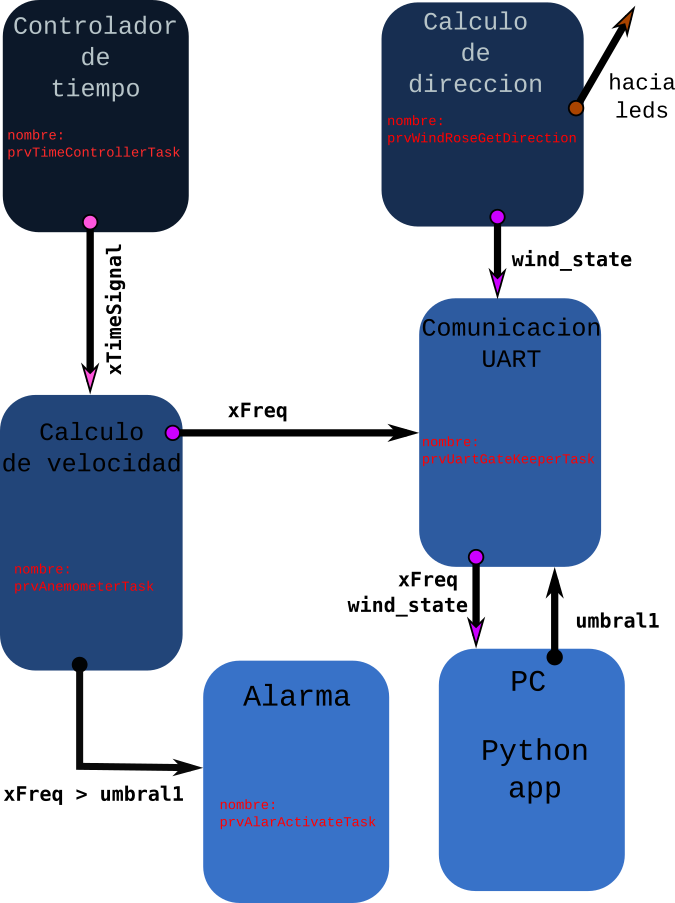 Controlador
de
tiempo
nombre:
prvTimeControllerTask
Calculo
de
direccion
nombre:
prvWindRoseGetDirection
hacia
leds
xTimeSignal
wind_state
Comunicacion
UART
nombre:
prvUartGateKeeperTask
Calculo
de velocidad
nombre:
prvAnemometerTask
xFreq
xFreq
wind_state
umbral1
xFreq > umbral1
Alarma
nombre:
prvAlarActivateTask
PC
Python
app